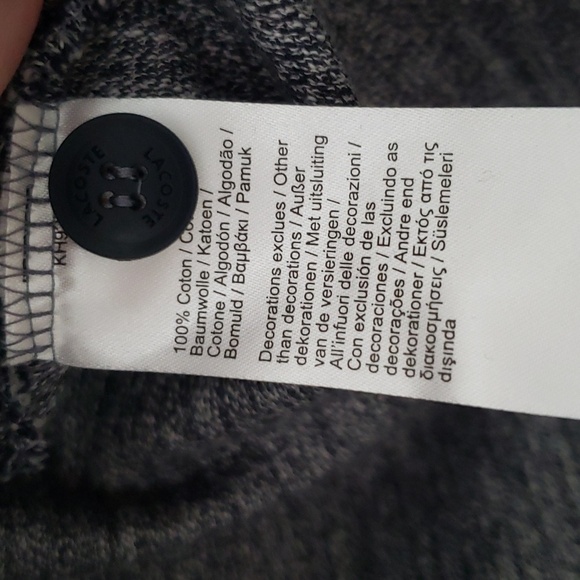 LACOSTE LACOSTE
100% Coton /
Baumwolle / Katoen /
Cotone / Algodón / Algodão /
Bomuld / Βαμβάκι / Pamuk
Decorations exclues / Other
than decorations / Außer
dekorationen / Met uitsluiting
van de versieringen /
All'infuori delle decorazioni /
Con exclusión de las
decoraciones / Excluindo as
decorações / Andre end
dekorationer / Εκτός από τις
διακοσμήσεις / Süslemeleri
dışında